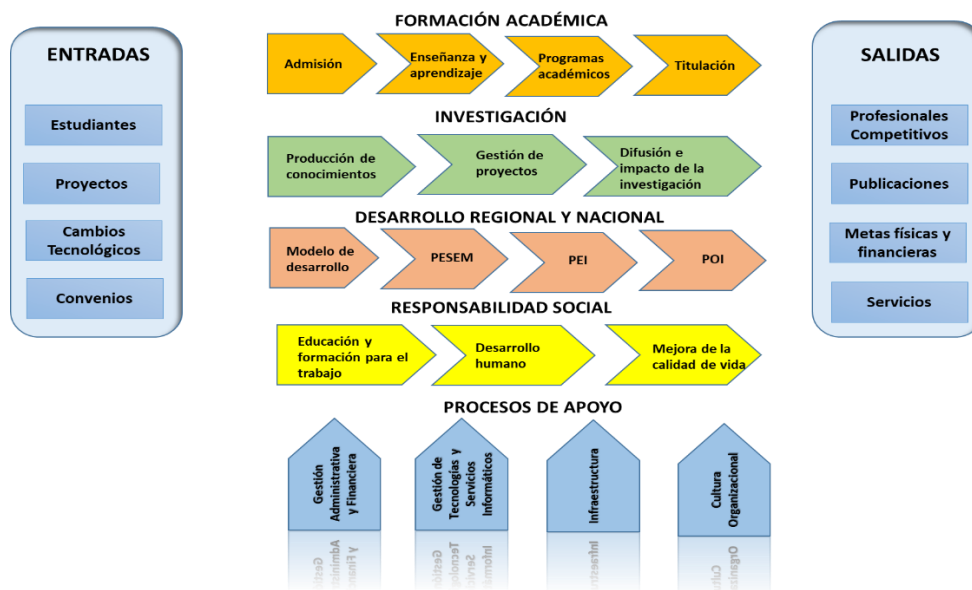 ENTRADAS
Estudiantes
Proyectos
Cambios
Tecnológicos
Convenios
FORMACIÓN ACADÉMICA
Admisión
Enseñanza y
aprendizaje
Programas
académicos
Titulación
INVESTIGACIÓN
Producción de
conocimientos
Gestión de
proyectos
Difusión e
impacto de la
investigación
DESARROLLO REGIONAL Y NACIONAL
Modelo de
desarrollo
PESEM
PEI
POI
RESPONSABILIDAD SOCIAL
Educación y
formación para el
trabajo
Desarrollo
humano
Mejora de la
calidad de vida
PROCESOS DE APOYO
Gestión
Administrativa
y Financiera
Gestión de
Tecnologías y
Servicios
Informáticos
Infraestructura
Cultura
Organizacional
SALIDAS
Profesionales
Competitivos
Publicaciones
Metas físicas y
financieras
Servicios